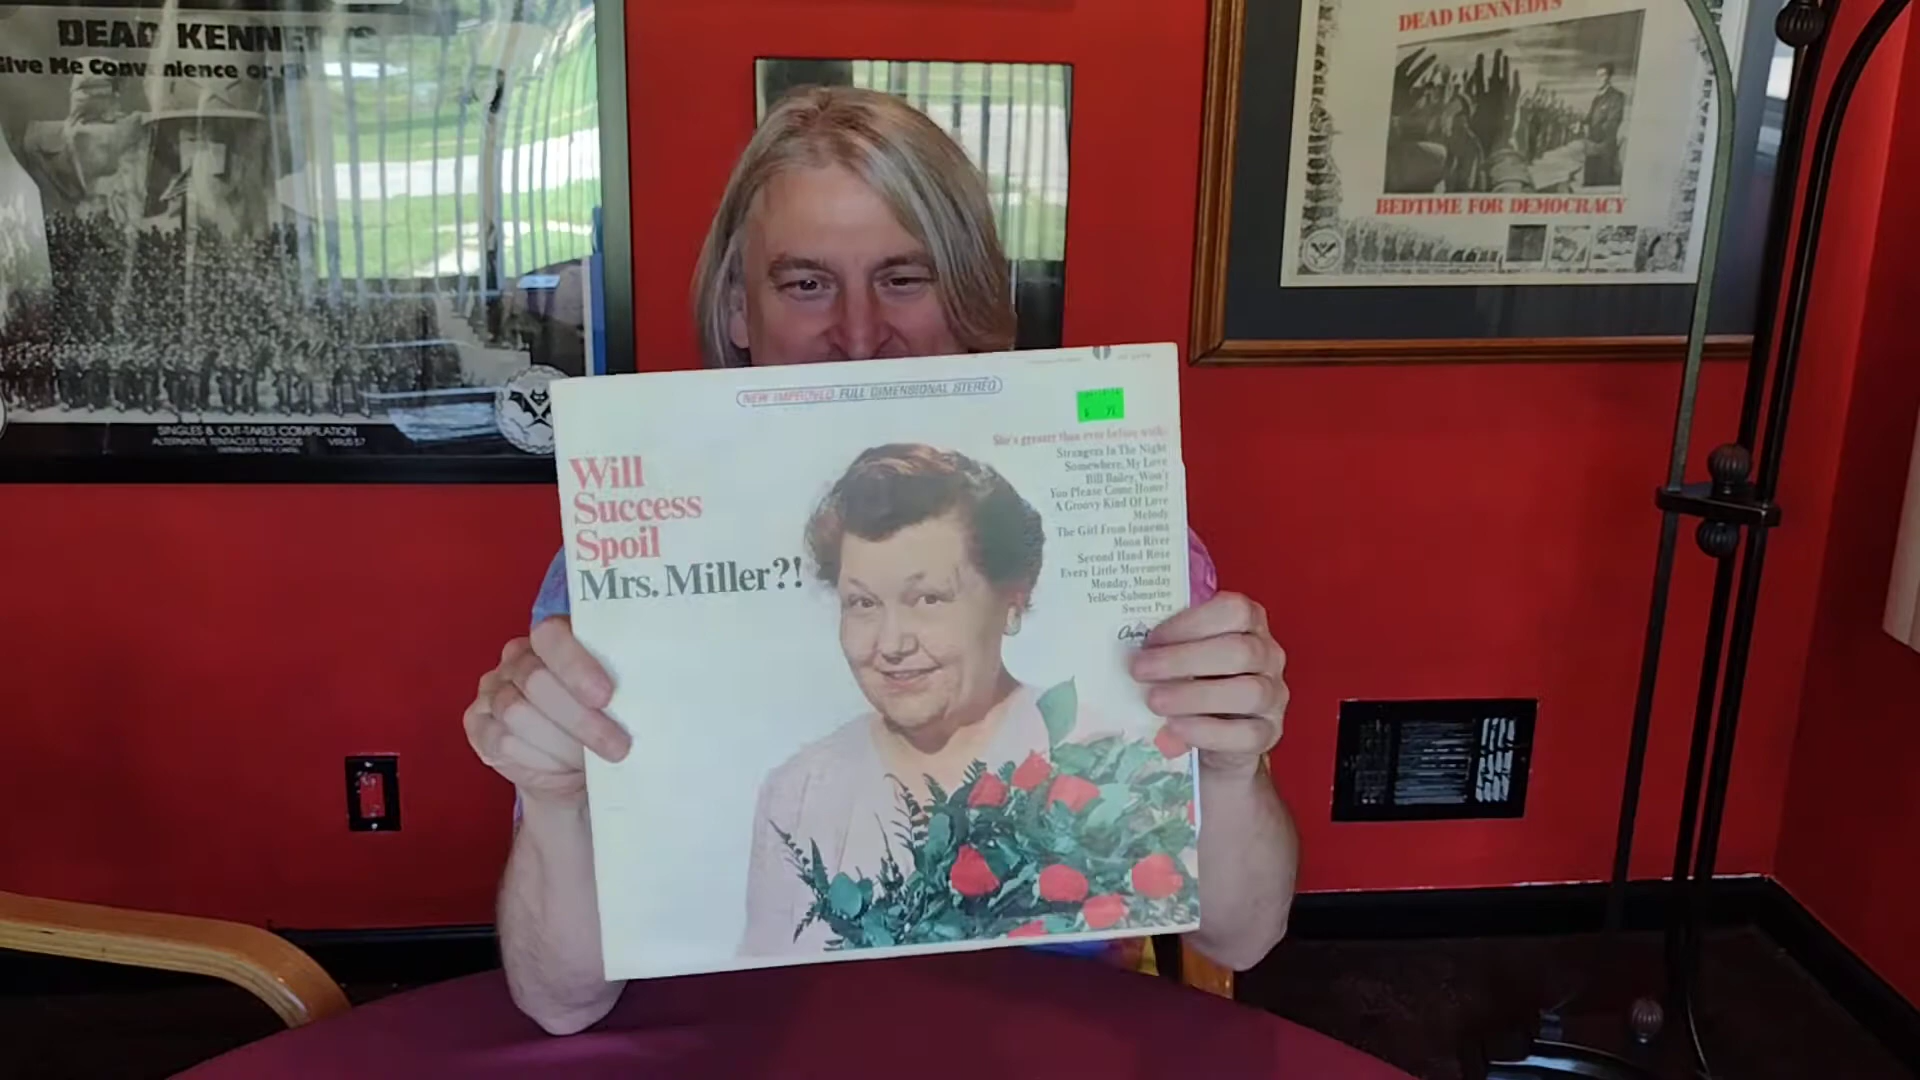 DEAD KENNEDYS
Give Me Convenience or
SINGLES & OUT-TAKES COMPILATION
ALTERNATIVE TENTACLES RECORDS VIRUS 57
DEAD KENNEDYS
BEDTIME FOR DEMOCRACY
NEW IMPROVED FULL DIMENSIONAL STEREO
Will
Success
Spoil
Mrs. Miller?!
She's greater than ever before with:
Strangers In The Night
Somewhere, My Love
Bill Bailey, Won't
You Please Come Home?
A Groovy Kind Of Love
Melody
The Girl From Ipanema
Moon River
Second Hand Rose
Every Little Movement
Monday, Monday
Yellow Submarine
Sweet Pea